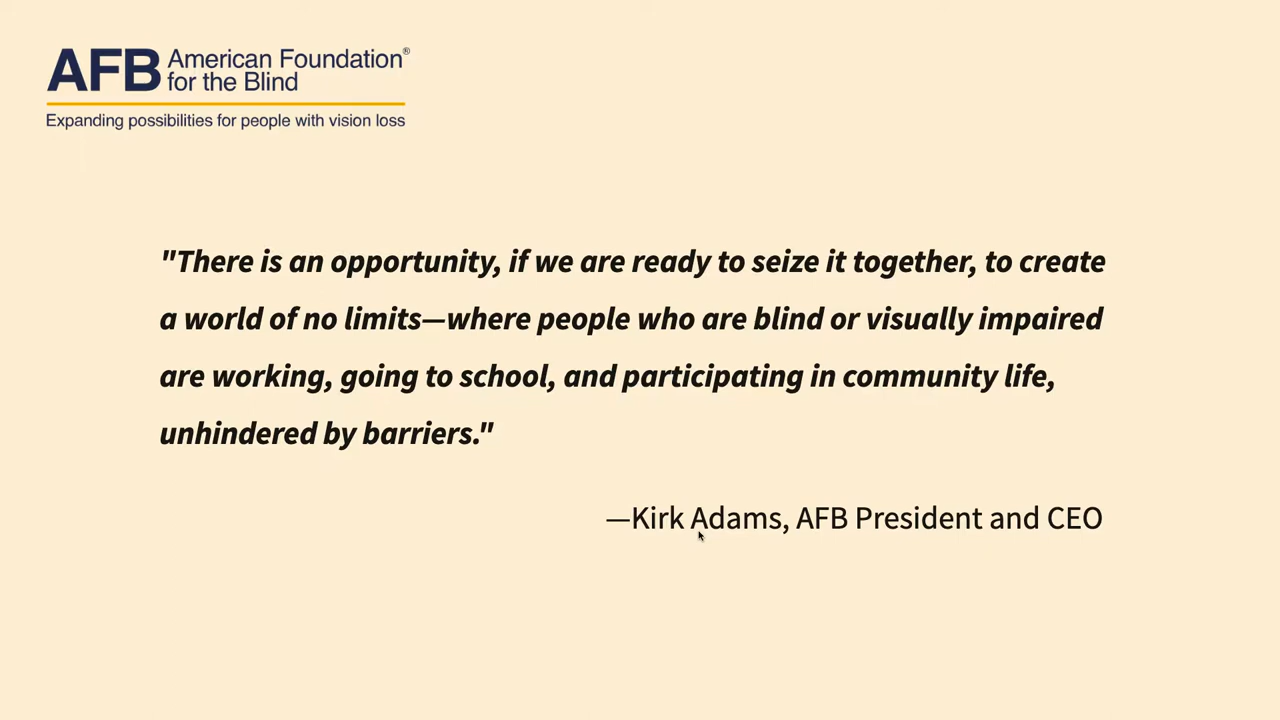 AFB American Foundation®
for the Blind
Expanding possibilities for people with vision loss
"There is an opportunity, if we are ready to seize it together, to create
a world of no limits—where people who are blind or visually impaired
are working, going to school, and participating in community life,
unhindered by barriers."
—Kirk Adams, AFB President and CEO